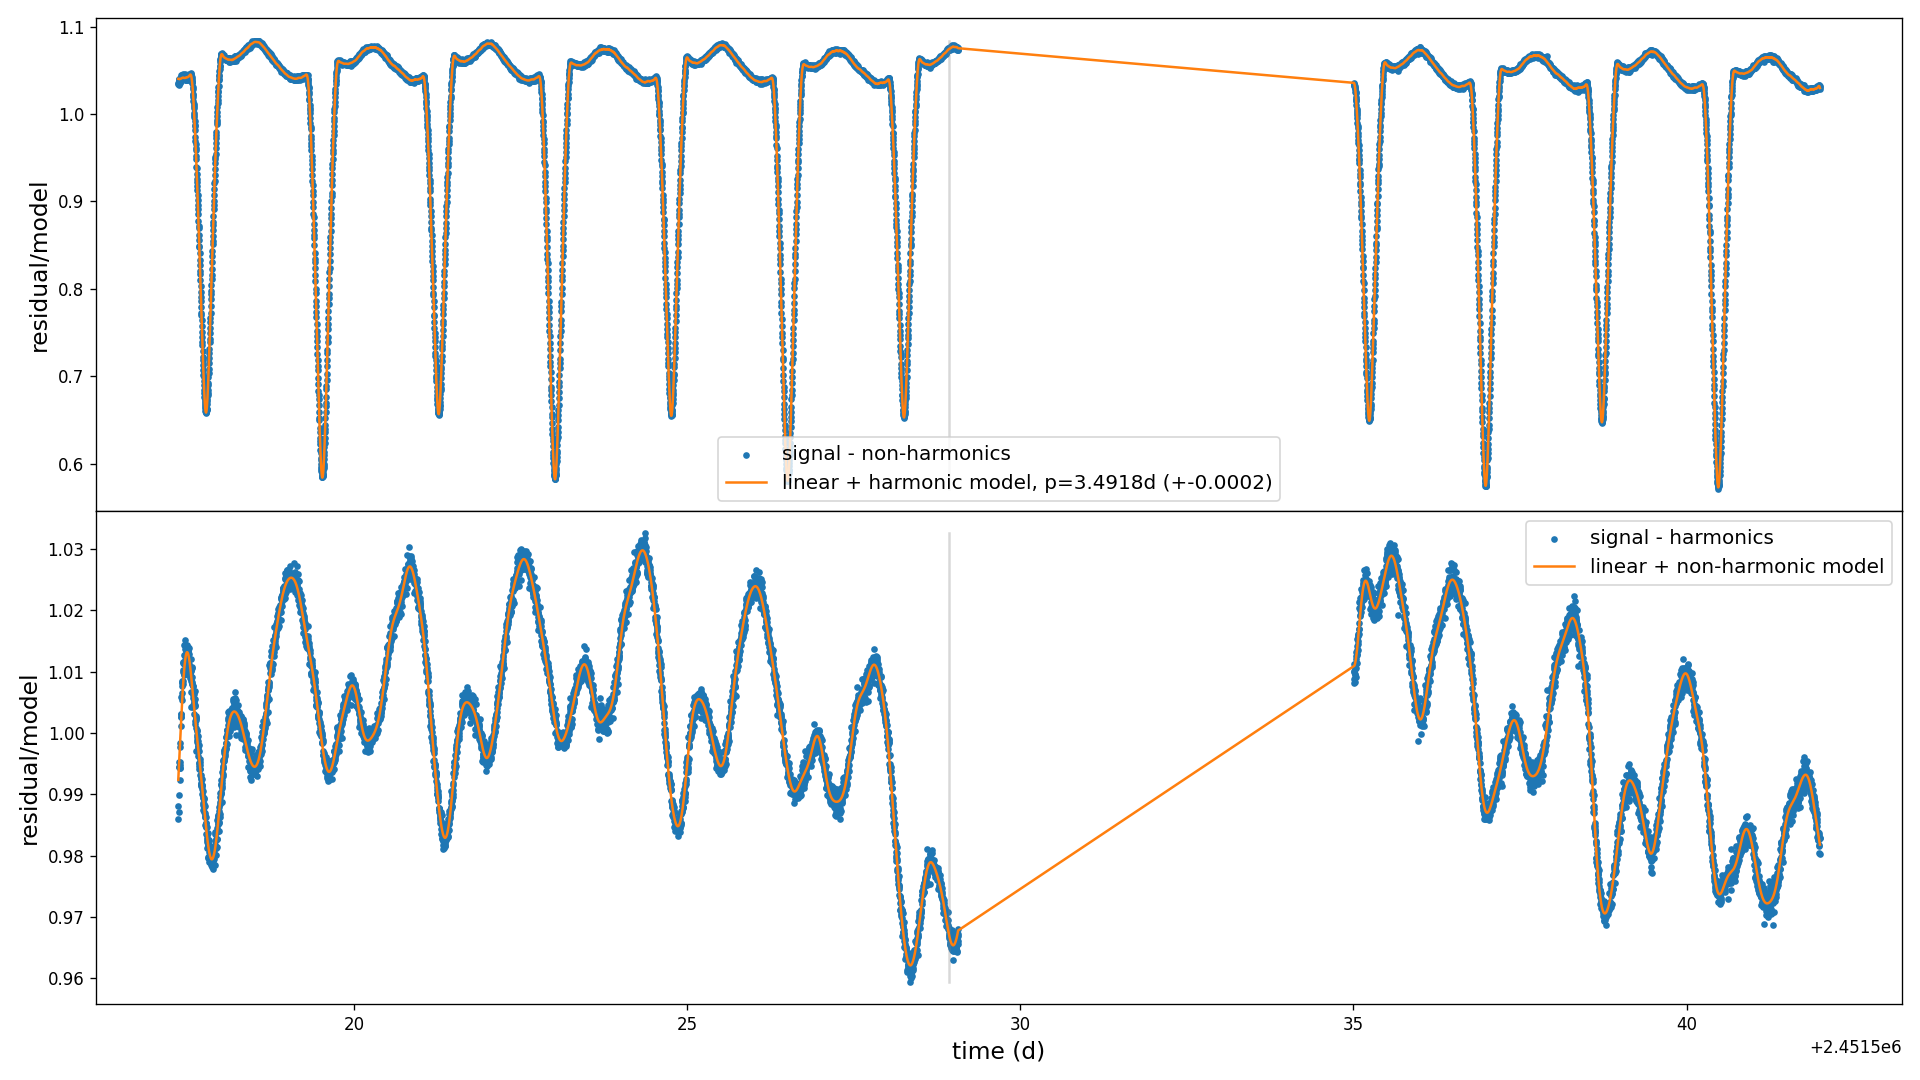 1.1
1.0
0.9
0.8
0.7
0.6
residual/model
signal - non-harmonics
linear + harmonic model, p=3.4918d (+-0.0002)
1.03
1.02
1.01
1.00
0.99
0.98
0.97
0.96
residual/model
signal - harmonics
linear + non-harmonic model
20 25 30 35 40
time (d)
+2.4515e6